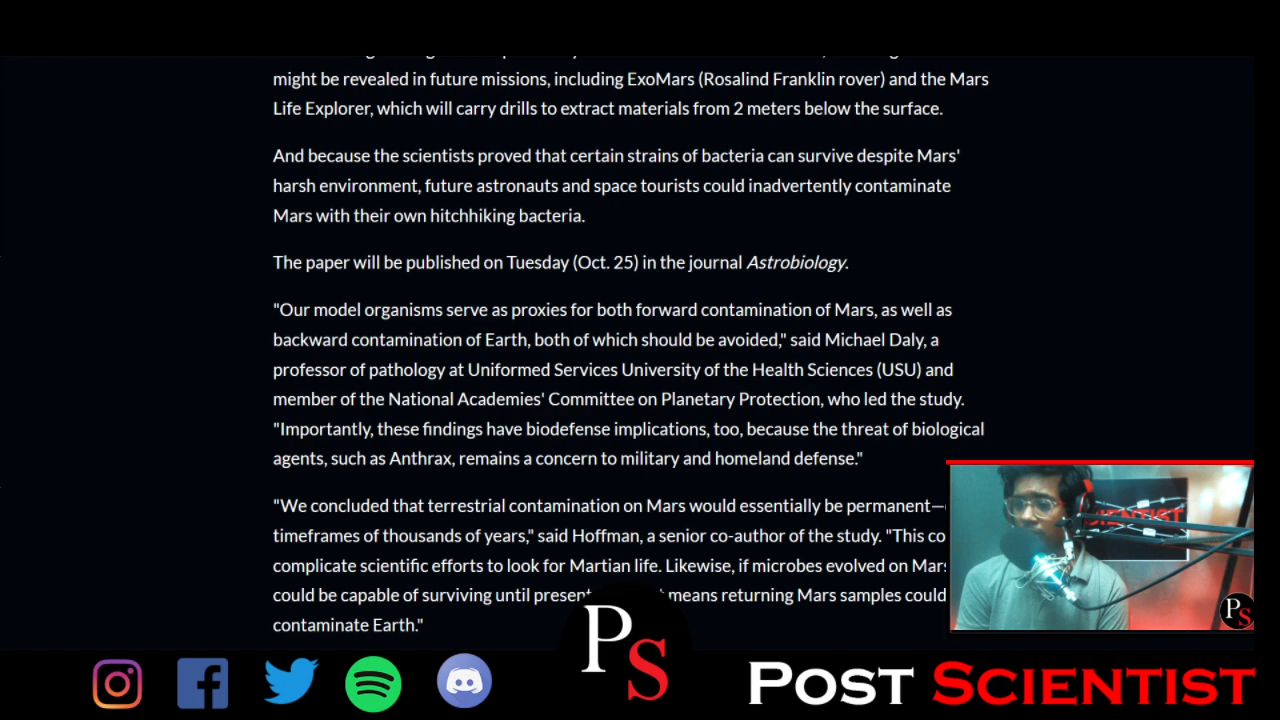 might be revealed in future missions, including ExoMars (Rosalind Franklin rover) and the Mars
Life Explorer, which will carry drills to extract materials from 2 meters below the surface.
And because the scientists proved that certain strains of bacteria can survive despite Mars'
harsh environment, future astronauts and space tourists could inadvertently contaminate
Mars with their own hitchhiking bacteria.
The paper will be published on Tuesday (Oct. 25) in the journal Astrobiology.
"Our model organisms serve as proxies for both forward contamination of Mars, as well as
backward contamination of Earth, both of which should be avoided," said Michael Daly, a
professor of pathology at Uniformed Services University of the Health Sciences (USU) and
member of the National Academies' Committee on Planetary Protection, who led the study.
"Importantly, these findings have biodefense implications, too, because the threat of biological
agents, such as Anthrax, remains a concern to military and homeland defense."
"We concluded that terrestrial contamination on Mars would essentially be permanent—
timeframes of thousands of years," said Hoffman, a senior co-author of the study. "This co
complicate scientific efforts to look for Martian life. Likewise, if microbes evolved on Mars
could be capable of surviving until present means returning Mars samples could
contaminate Earth."
SCIENTIST
PS
PS
POST SCIENTIST